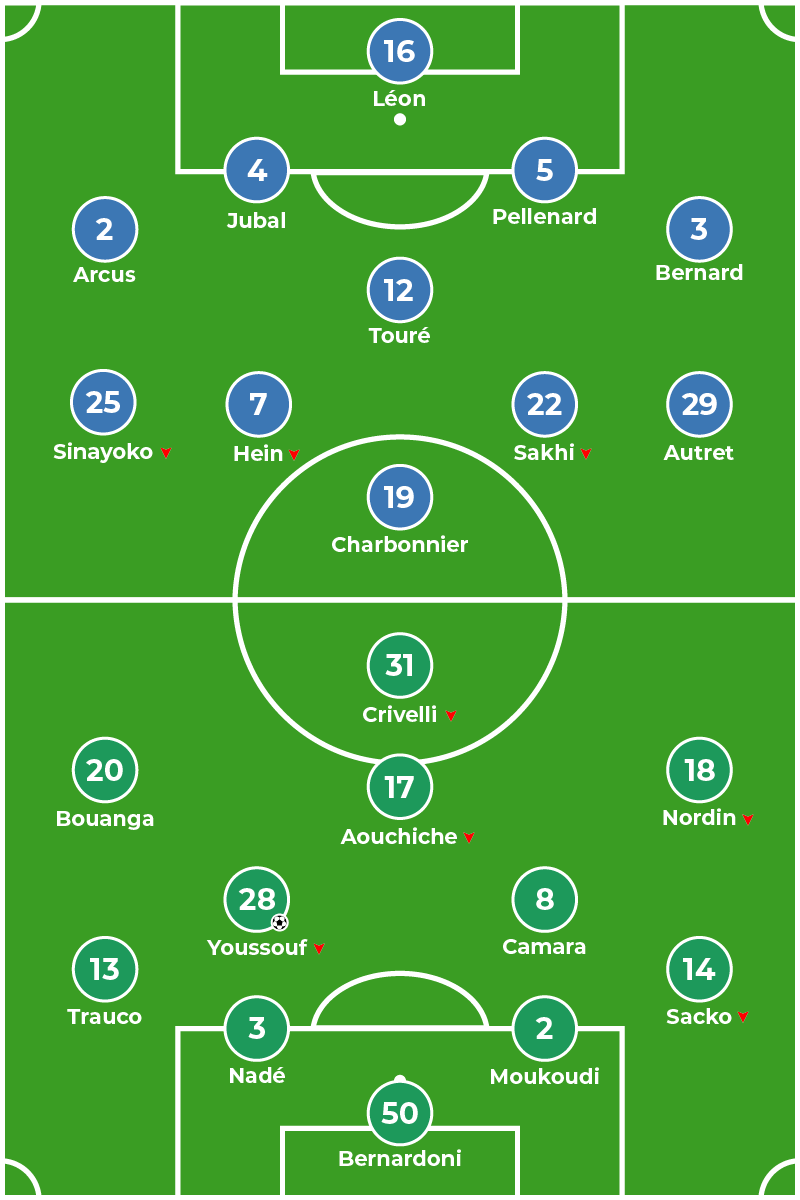 16
Léon
4
5
Jubal
Pellenard
2
3
Arcus
Bernard
12
Touré
25
7
22
29
Sinayoko
Hein
Sakhi
Autret
19
Charbonnier
31
Crivelli
20
17
18
Bouanga
Aouchiche
Nordin
28
8
Youssouf
Camara
13
14
Trauco
Sacko
3
2
Nadé
Moukoudi
50
Bernardoni